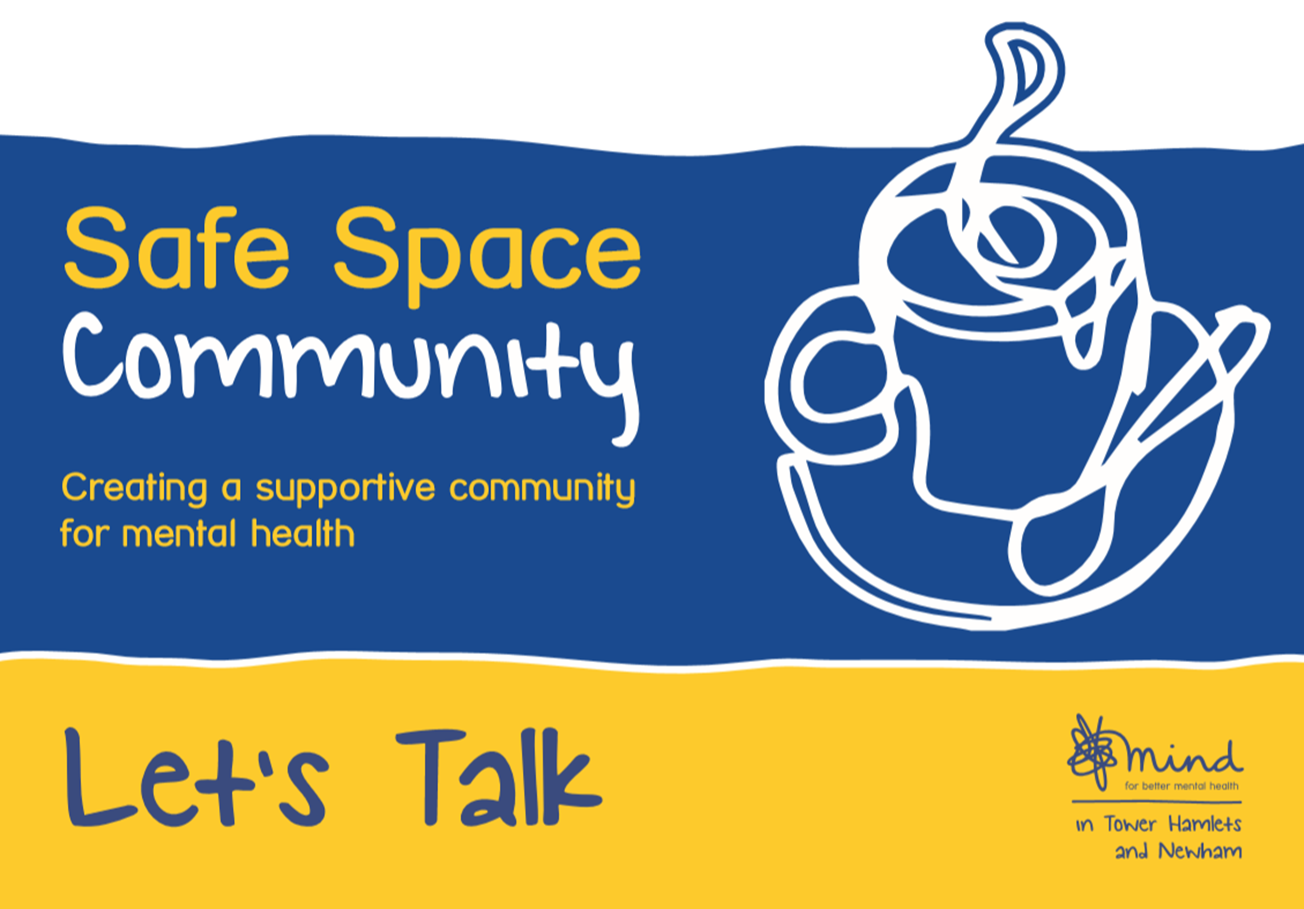 Safe Space
Community
Creating a supportive community
for mental health
Let's Talk
mind
for better mental health
in Tower Hamlets
and Newham